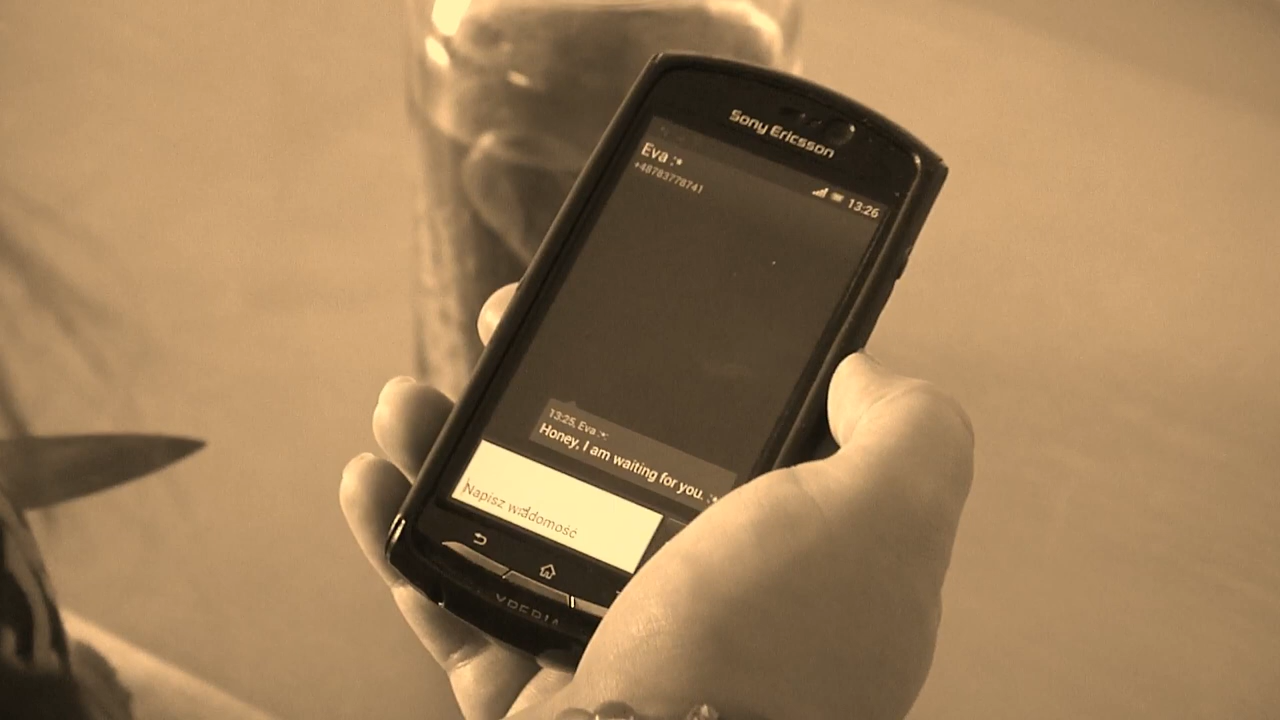 Sony Ericsson
Eva :*
+48783778741
13:26
13:25, Eva :*:
Honey, I am waiting for you. :*
Napisz wiadomość
XPERIA